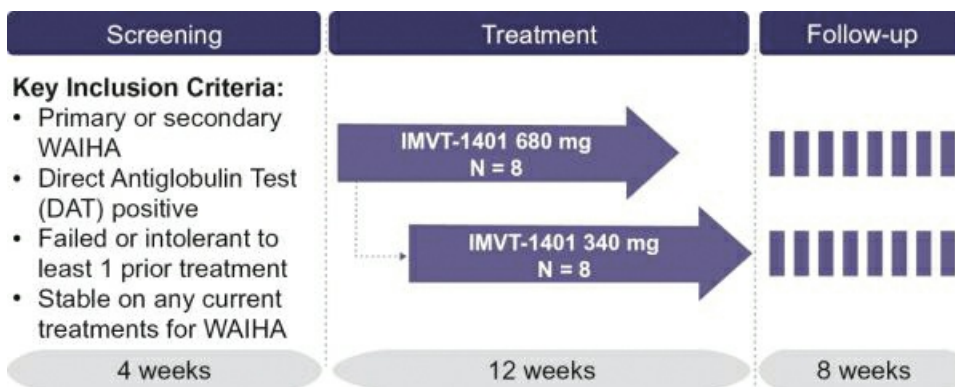 Screening
Treatment
Follow-up
Key Inclusion Criteria:
• Primary or secondary
WAIHA
• Direct Antiglobulin Test
(DAT) positive
• Failed or intolerant to
least 1 prior treatment
• Stable on any current
treatments for WAIHA
IMVT-1401 680 mg
N = 8
IMVT-1401 340 mg
N = 8
4 weeks
12 weeks
8 weeks